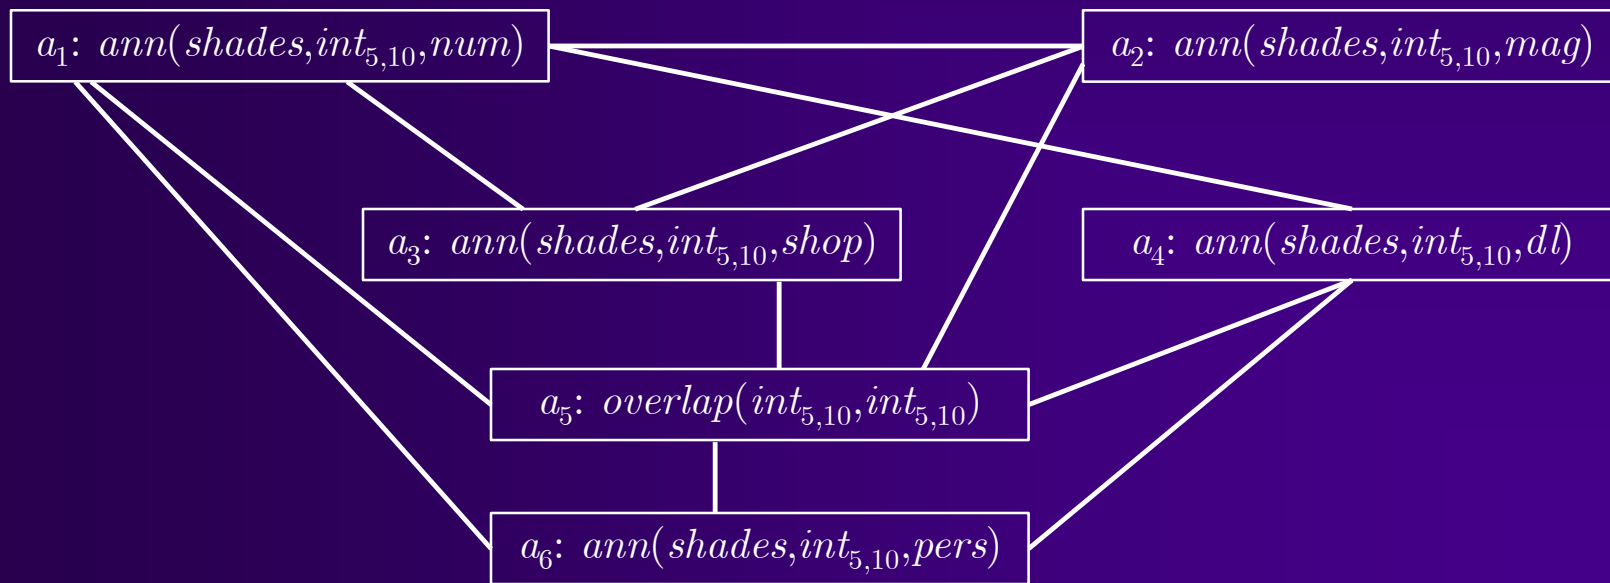 a₁: ann(shades,int₅,₁₀,num)
a₂: ann(shades,int₅,₁₀,mag)
a₃: ann(shades,int₅,₁₀,shop)
a₄: ann(shades,int₅,₁₀,dl)
a₅: overlap(int₅,₁₀,int₅,₁₀)
a₆: ann(shades,int₅,₁₀,pers)